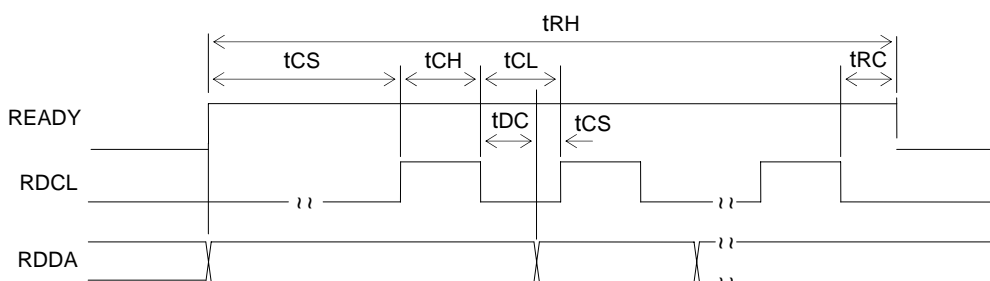 tRH
tCS tCH tCL tRC
READY
tDC tCS
RDCL
RDDA